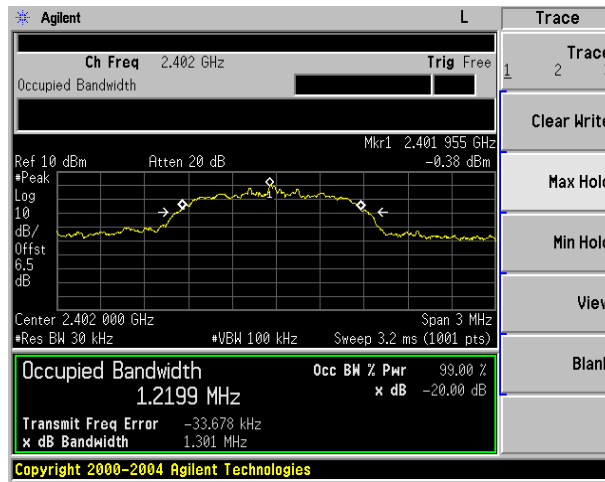 Agilent L Trace
Ch Freq 2.402 GHz Trig Free
Occupied Bandwidth
Trace
1 2
Clear Write
Max Hold
Min Hold
View
Blank
Mkr1 2.401 955 GHz
Ref 10 dBm Atten 20 dB -0.38 dBm
#Peak
Log
10
dB/
Offst
6.5
dB
1
Center 2.402 000 GHz Span 3 MHz
#Res BW 30 kHz #VBW 100 kHz Sweep 3.2 ms (1001 pts)
Occupied Bandwidth Occ BW % Pwr 99.00 %
1.2199 MHz x dB -20.00 dB
Transmit Freq Error -33.678 kHz
x dB Bandwidth 1.301 MHz
Copyright 2000-2004 Agilent Technologies